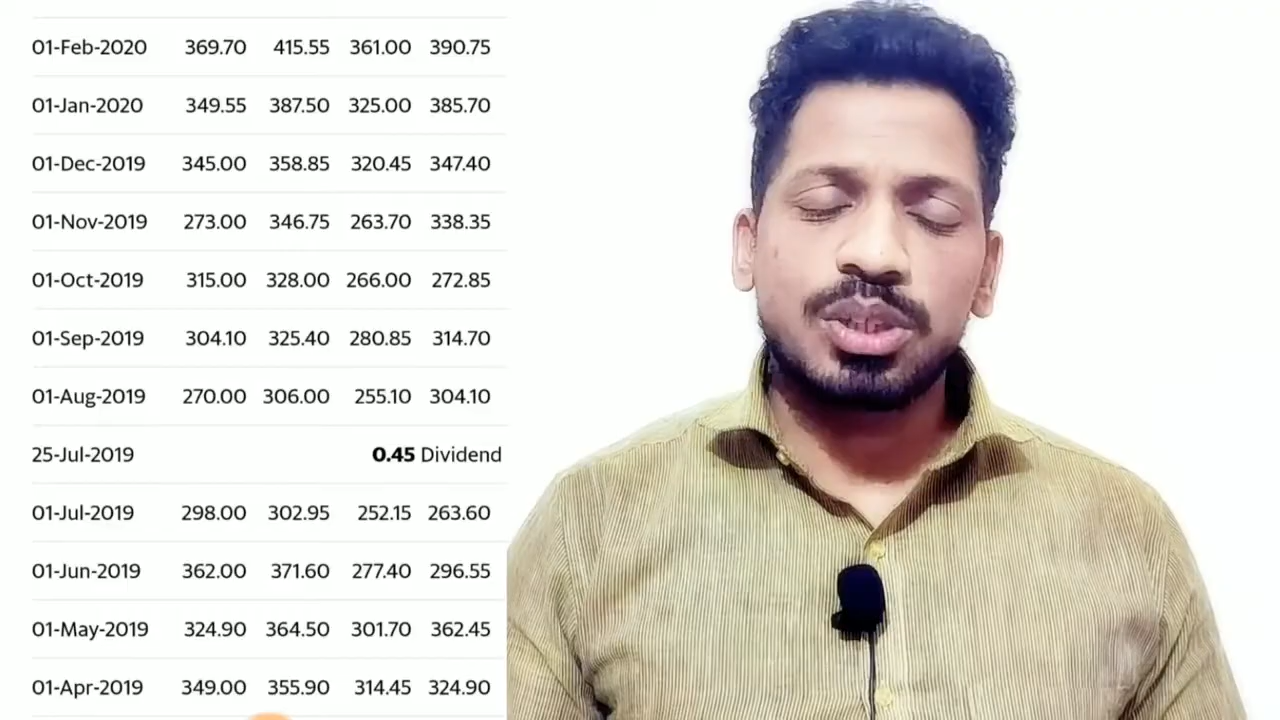 01-Feb-2020 369.70 415.55 361.00 390.75
01-Jan-2020 349.55 387.50 325.00 385.70
01-Dec-2019 345.00 358.85 320.45 347.40
01-Nov-2019 273.00 346.75 263.70 338.35
01-Oct-2019 315.00 328.00 266.00 272.85
01-Sep-2019 304.10 325.40 280.85 314.70
01-Aug-2019 270.00 306.00 255.10 304.10
25-Jul-2019 0.45 Dividend
01-Jul-2019 298.00 302.95 252.15 263.60
01-Jun-2019 362.00 371.60 277.40 296.55
01-May-2019 324.90 364.50 301.70 362.45
01-Apr-2019 349.00 355.90 314.45 324.90